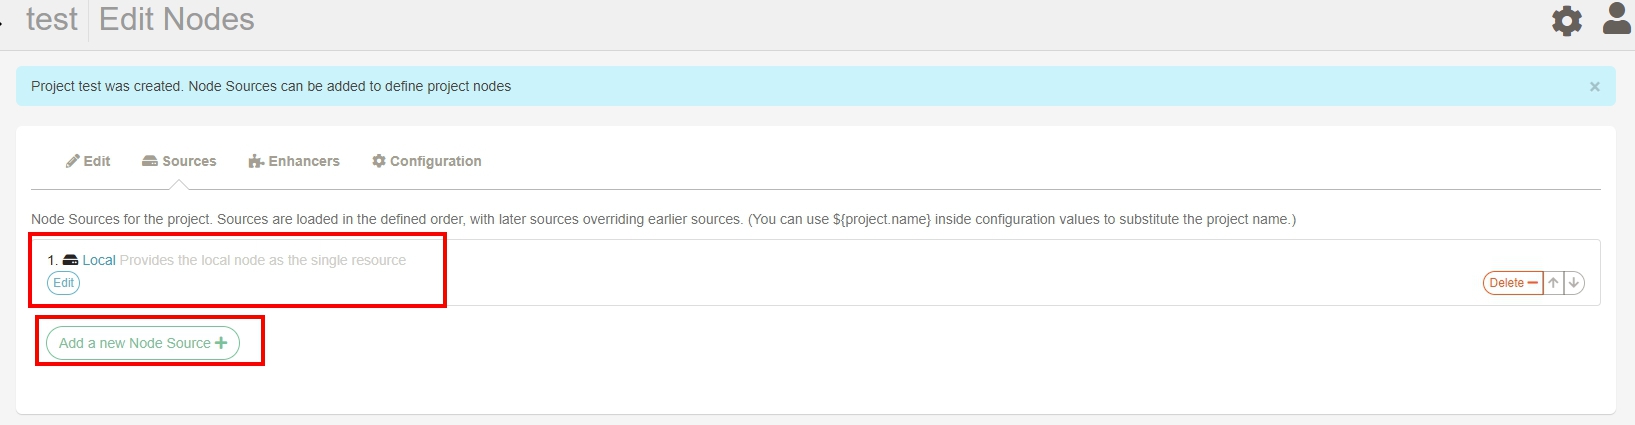 test Edit Nodes
Project test was created. Node Sources can be added to define project nodes
×
Edit Sources Enhancers Configuration
Node Sources for the project. Sources are loaded in the defined order, with later sources overriding earlier sources. (You can use ${project.name} inside configuration values to substitute the project name.)
1. Local Provides the local node as the single resource
Edit Delete
Add a new Node Source